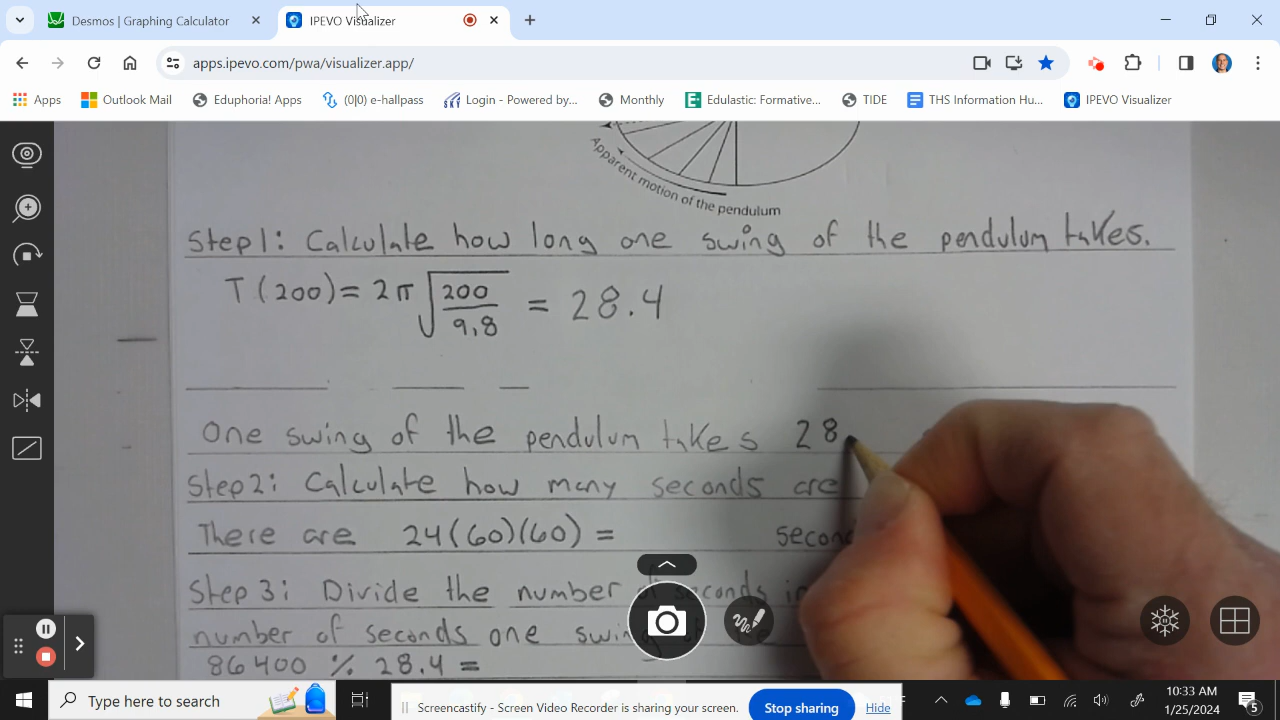 Desmos | Graphing Calculator
IPEVO Visualizer
apps.ipevo.com/pwa/visualizer.app/
Apps
Outlook Mail
eduphoria! Apps
(0|0) e-hallpass
Login - Powered by...
Monthly
Edulastic: Formative...
TIDE
THS Information Hu...
IPEVO Visualizer
Apparent motion of the pendulum
Step 1: Calculate how long one swing of the pendulum takes.
T(200) = 2π √(200/9.8) = 28.4
One swing of the pendulum takes 28.
Step 2: Calculate how many seconds are
There are 24(60)(60) = second
Step 3: Divide the number of seconds in
number of seconds one swing of the
86400 % 28.4 =
Type here to search
Screencastify - Screen Video Recorder is sharing your screen.
Stop sharing
Hide
10:33 AM
1/25/2024
5